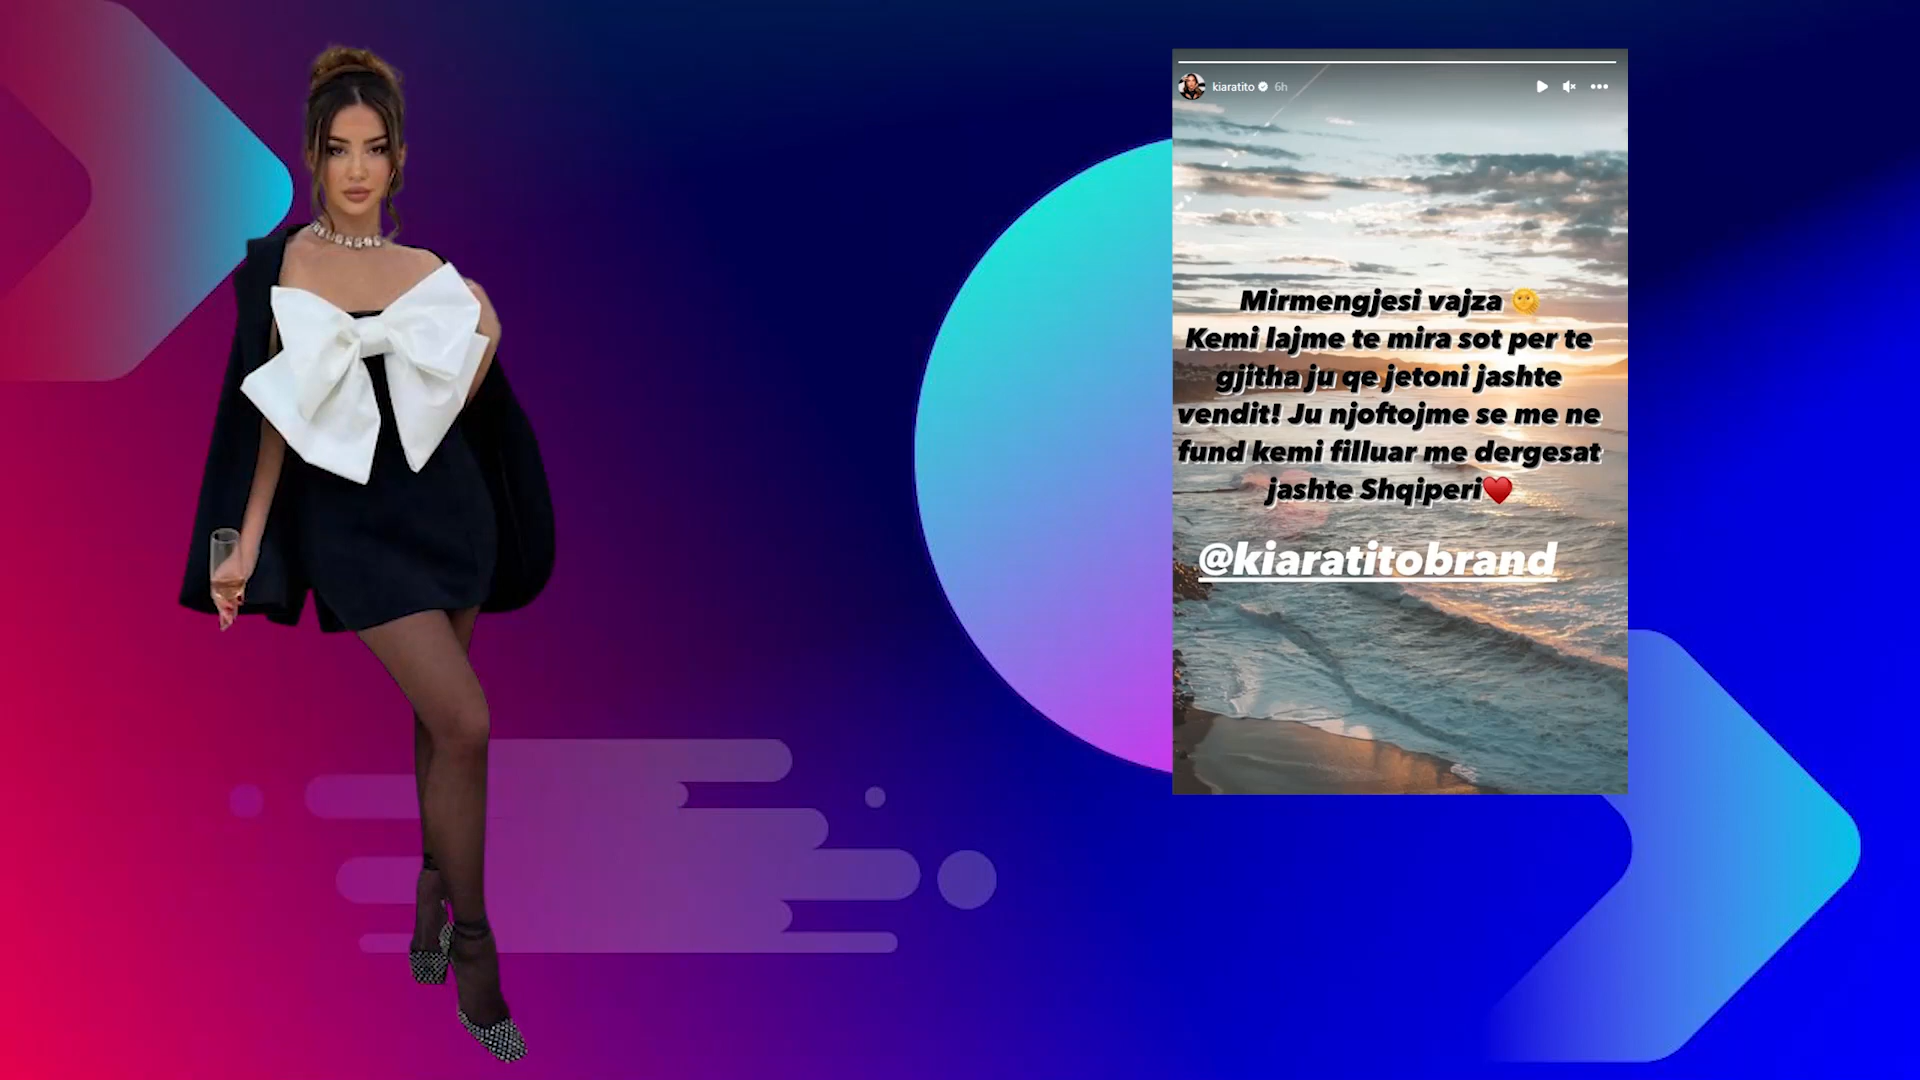 kiaratito 6h
Mirmengjesi vajza
Kemi lajme te mira sot per te
gjitha ju qe jetoni jashte
vendit! Ju njoftojme se me ne
fund kemi filluar me dergesat
jashte Shqiperi
@kiaratitobrand